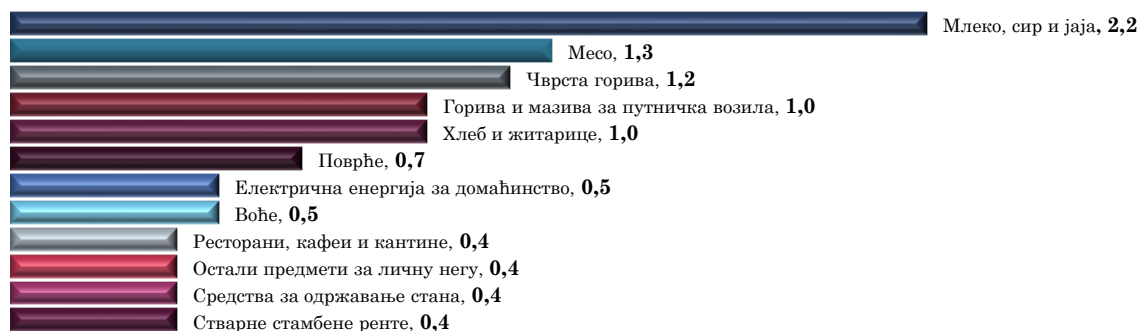 Млеко, сир и јаја, 2,2
Месо, 1,3
Чврста горива, 1,2
Горива и мазива за путничка возила, 1,0
Хлеб и житарице, 1,0
Поврће, 0,7
Електрична енергија за домаћинство, 0,5
Воће, 0,5
Ресторани, кафеи и кантине, 0,4
Остали предмети за личну негу, 0,4
Средства за одржавање стана, 0,4
Стварне стамбене ренте, 0,4